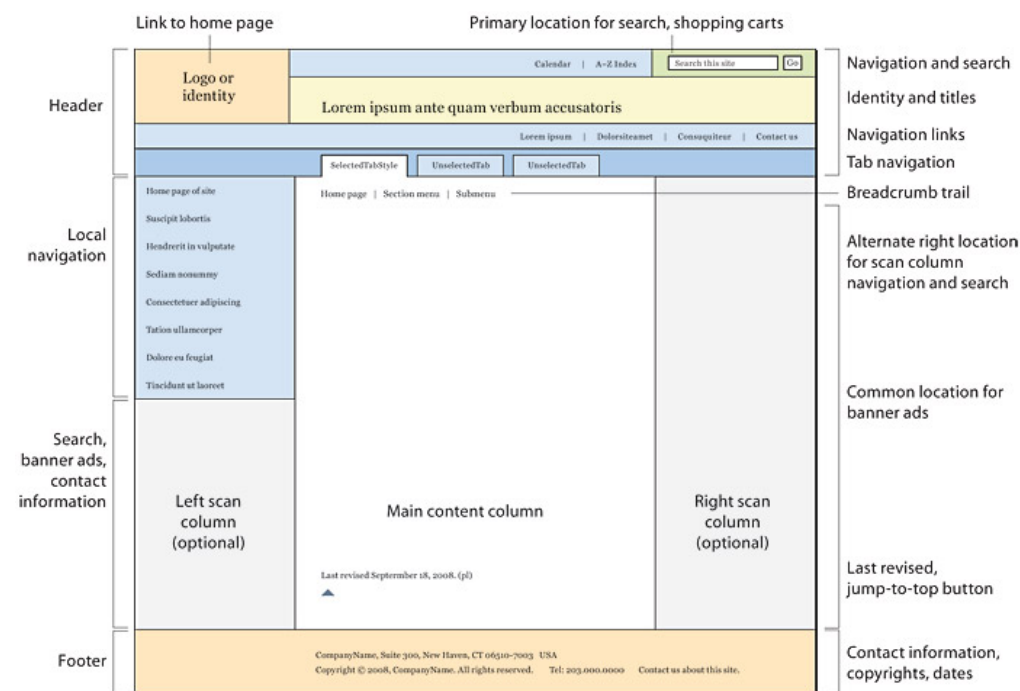 Link to home page
Primary location for search, shopping carts
Header
Logo or
identity
Calendar | A–Z Index
Search this site
Go
Navigation and search
Lorem ipsum ante quam verbum accusatoris
Identity and titles
Lorem ipsum | Dolorsiteamet | Consuquiteur | Contact us
Navigation links
SelectedTabStyle
UnselectedTab
UnselectedTab
Tab navigation
Home page | Section menu | Submenu
Breadcrumb trail
Local
navigation
Home page of site
Suscipit lobortis
Hendrerit in vulputate
Sediam nonummy
Consectetuer adipiscing
Tation ullamcorper
Dolore eu feugiat
Tincidunt ut laoreet
Alternate right location
for scan column
navigation and search
Common location for
banner ads
Search,
banner ads,
contact
information
Left scan
column
(optional)
Main content column
Right scan
column
(optional)
Last revised Septermber 18, 2008. (pl)
Last revised,
jump-to-top button
Footer
CompanyName, Suite 300, New Haven, CT 06510-7003 USA
Copyright © 2008, CompanyName. All rights reserved. Tel: 203.000.0000 Contact us about this site.
Contact information,
copyrights, dates